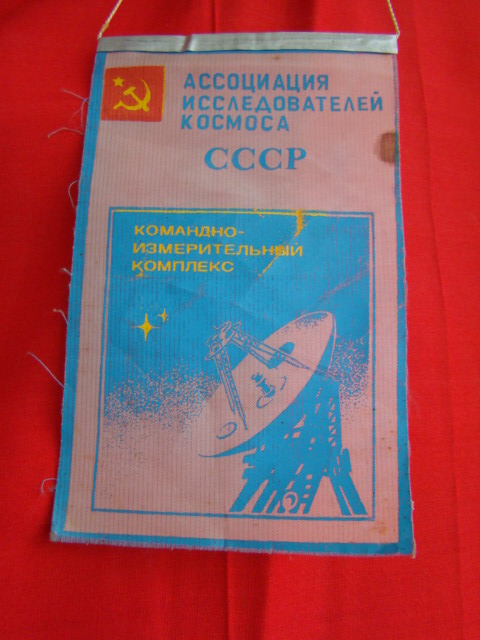 АССОЦИАЦИЯ
ИССЛЕДОВАТЕЛЕЙ
КОСМОСА
СССР
КОМАНДНО-
ИЗМЕРИТЕЛЬНЫЙ
КОМПЛЕКС